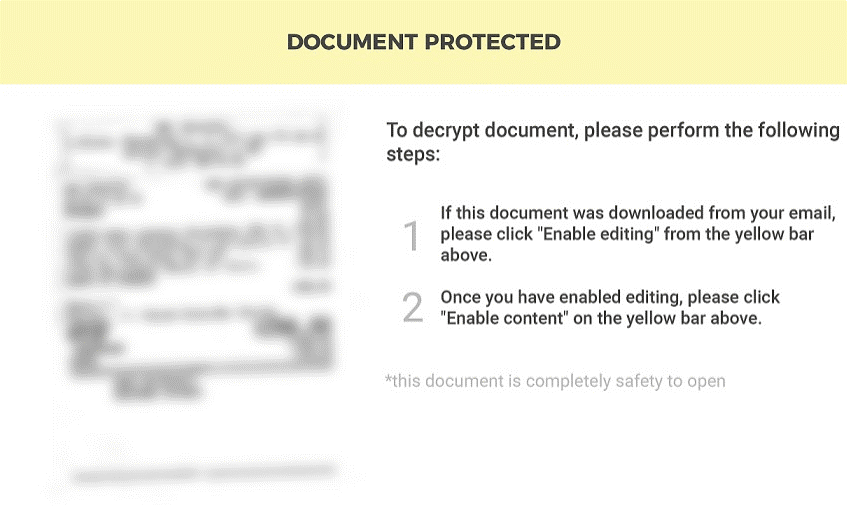 DOCUMENT PROTECTED
To decrypt document, please perform the following
steps:
1
If this document was downloaded from your email,
please click "Enable editing" from the yellow bar
above.
2
Once you have enabled editing, please click
"Enable content" on the yellow bar above.
*this document is completely safety to open